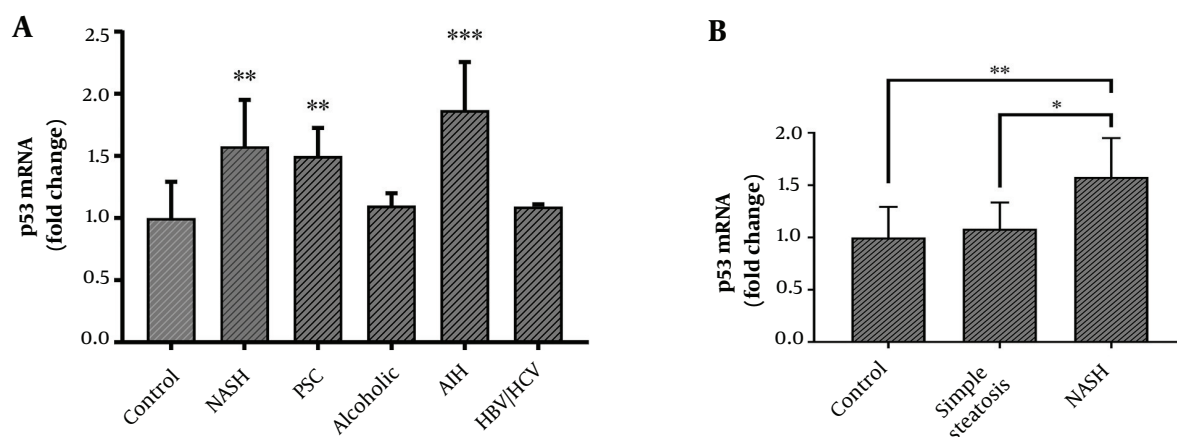 A
p53 mRNA
(fold change)
2.5
2.0
1.5
1.0
0.5
0.0
**
**
***
Control
NASH
PSC
Alcoholic
AIH
HBV/HCV
B
p53 mRNA
(fold change)
2.0
1.5
1.0
0.5
0.0
**
*
Control
Simple
steatosis
NASH